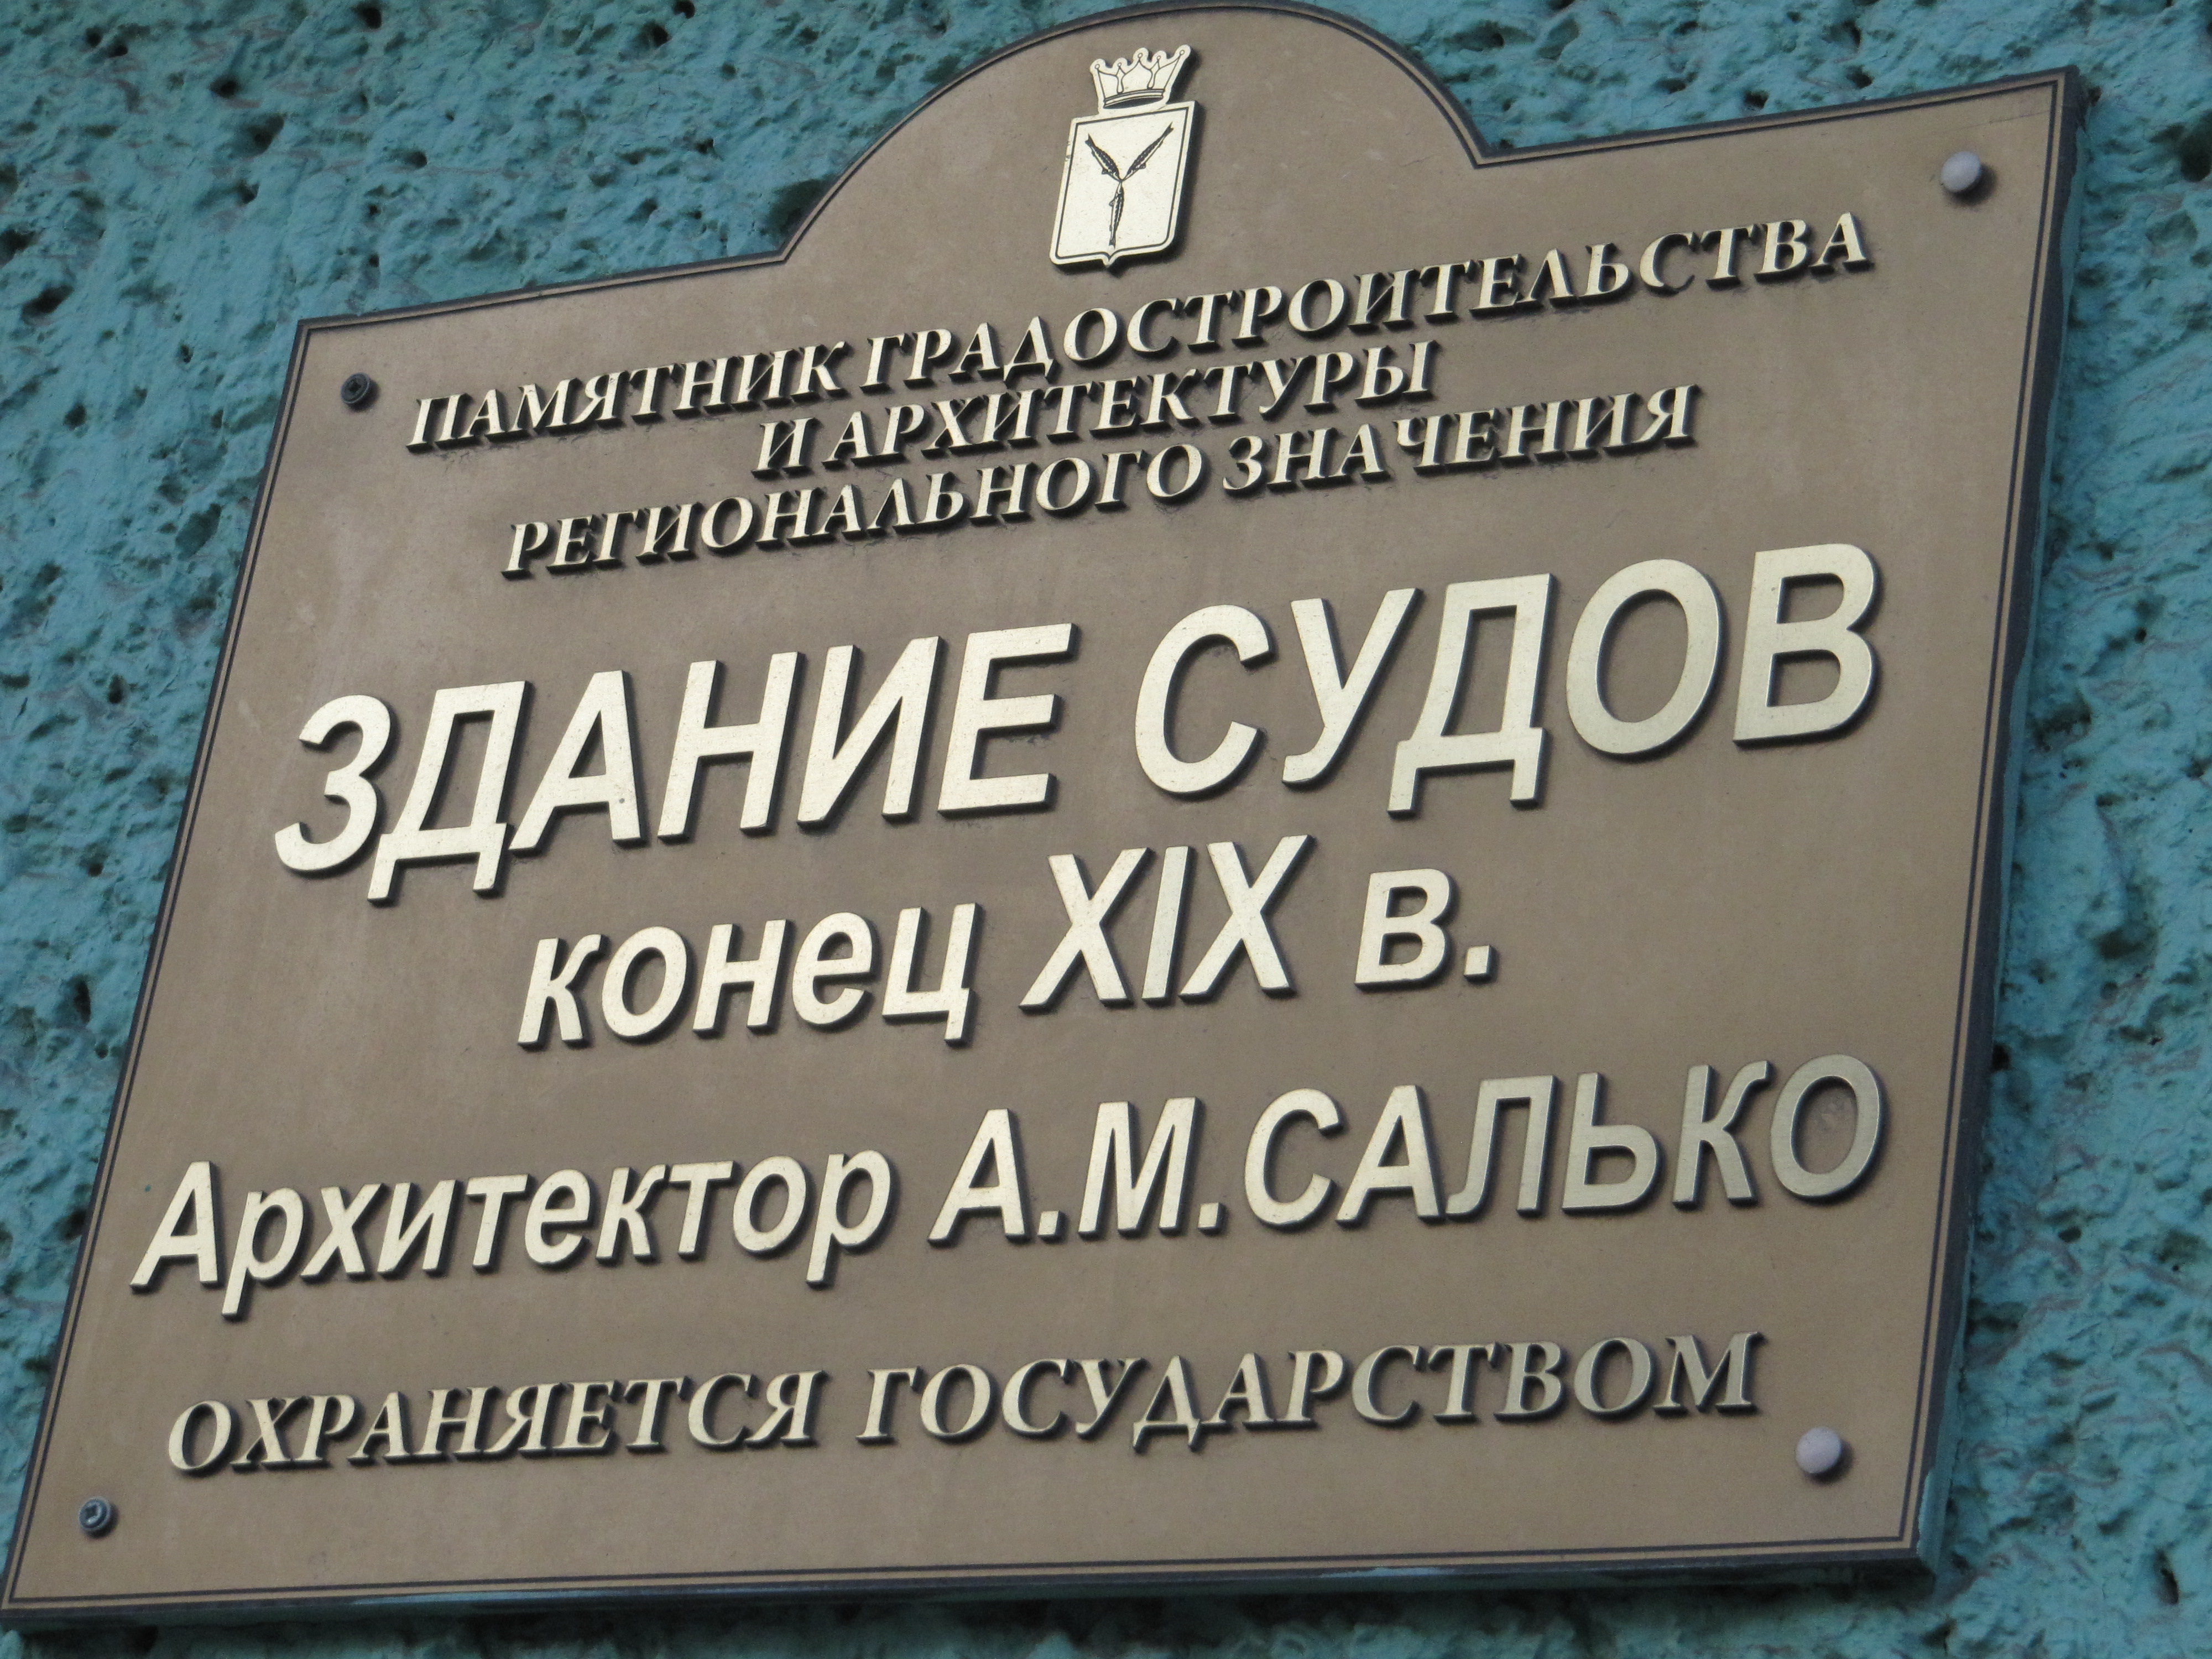 ПАМЯТНИК ГРАДОСТРОИТЕЛЬСТВА
И АРХИТЕКТУРЫ
РЕГИОНАЛЬНОГО ЗНАЧЕНИЯ
ЗДАНИЕ СУДОВ
конец XIX в.
Архитектор А.М.САЛЬКО
ОХРАНЯЕТСЯ ГОСУДАРСТВОМ